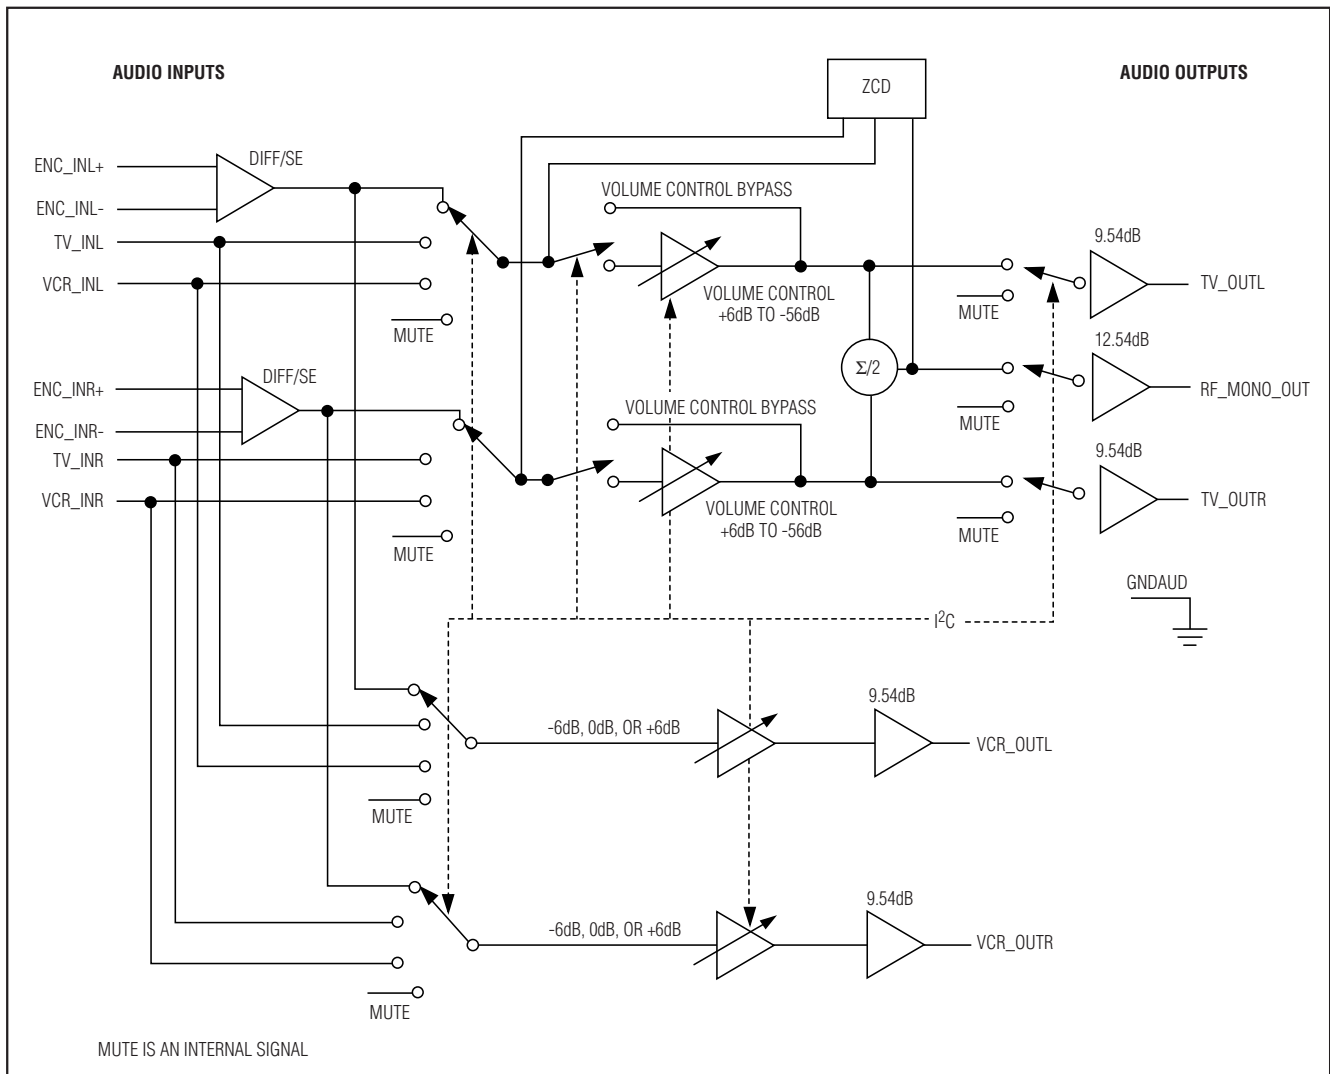 AUDIO INPUTS
AUDIO OUTPUTS
ZCD
ENC_INL+
DIFF/SE
ENC_INL-
TV_INL
VCR_INL
MUTE
VOLUME CONTROL BYPASS
VOLUME CONTROL
+6dB TO -56dB
9.54dB
TV_OUTL
MUTE
12.54dB
Σ/2
RF_MONO_OUT
MUTE
ENC_INR+
DIFF/SE
ENC_INR-
TV_INR
VCR_INR
MUTE
VOLUME CONTROL BYPASS
VOLUME CONTROL
+6dB TO -56dB
9.54dB
TV_OUTR
MUTE
GNDAUD
I²C
-6dB, 0dB, OR +6dB
9.54dB
VCR_OUTL
MUTE
-6dB, 0dB, OR +6dB
9.54dB
VCR_OUTR
MUTE
MUTE IS AN INTERNAL SIGNAL